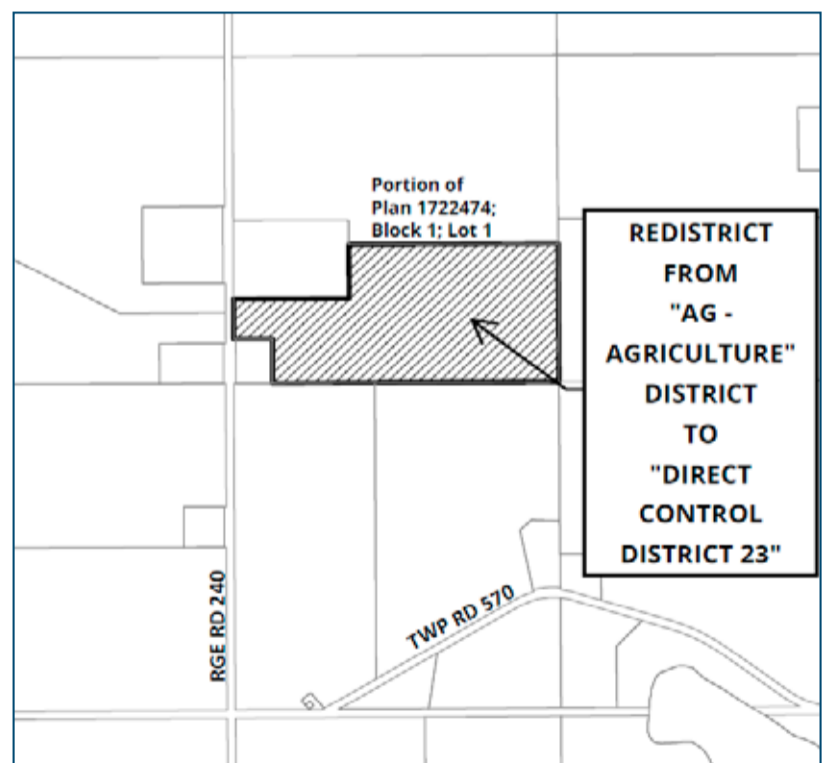 Portion of
Plan 1722474;
Block 1; Lot 1
REDISTRICT
FROM
"AG -
AGRICULTURE"
DISTRICT
TO
"DIRECT
CONTROL
DISTRICT 23"
RGE RD 240
TWP RD 570